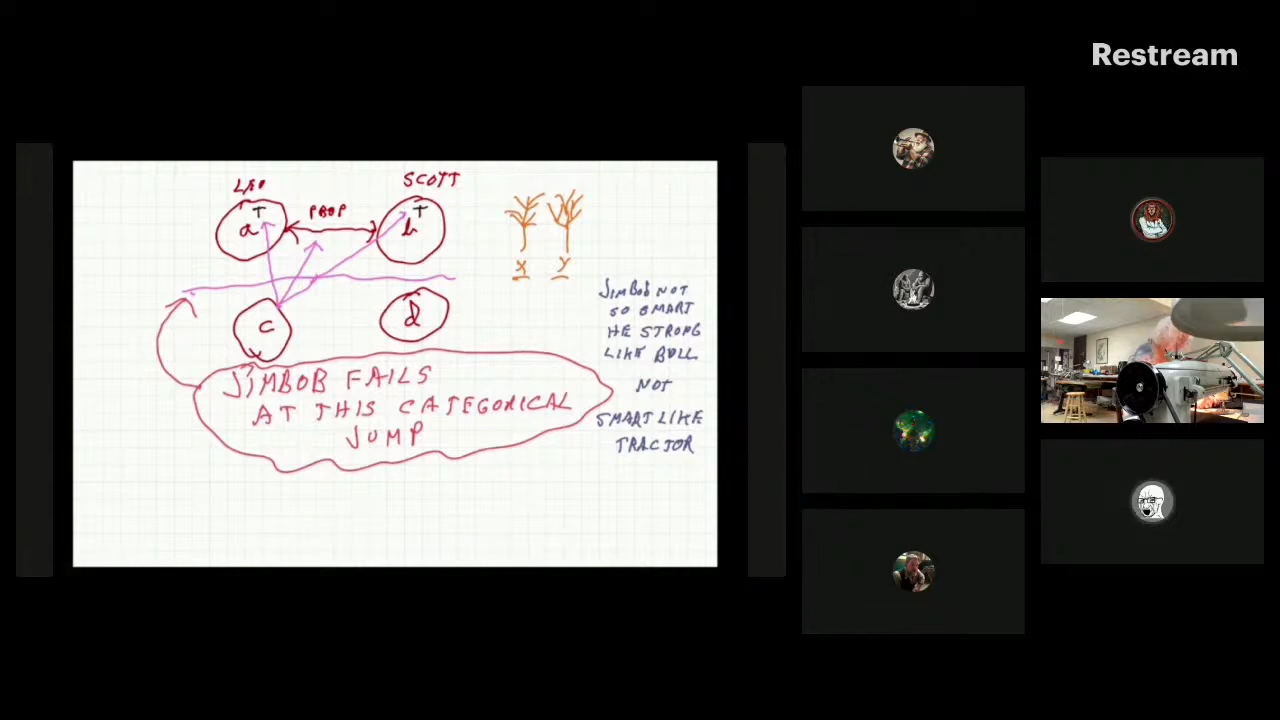 Restream
LEO
SCOTT
T
PROP
T
a
b
X Y
c
d
JIMBOB NOT
SO SMART
HE STRONG
LIKE BULL
NOT
SMART LIKE
TRACTOR
JIMBOB FAILS
AT THIS CATEGORICAL
JUMP